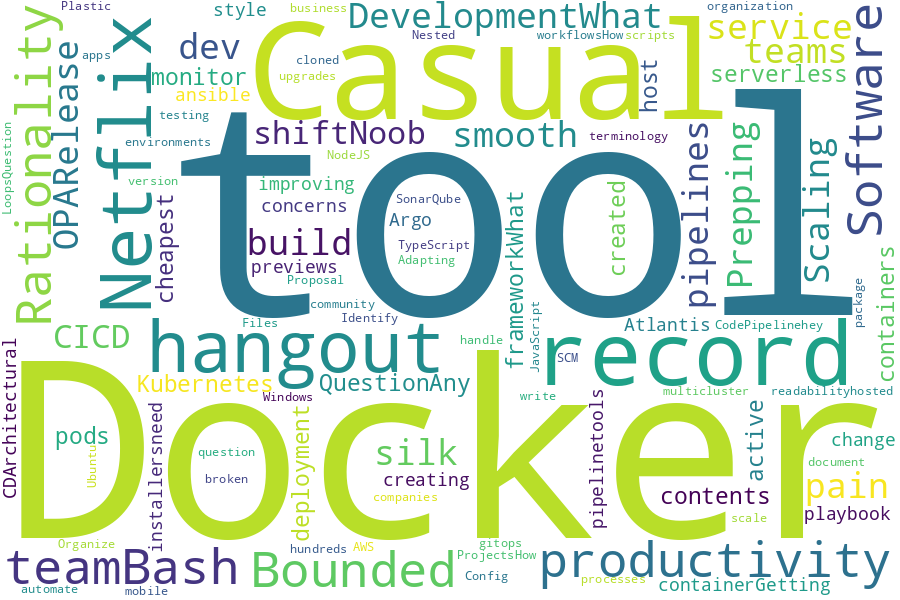 Plastic
style
business
DevelopmentWhat
organization
apps
dev
Nested
workflowsHow
scripts
service
Netflix
Casual
cloned
teams
Software
Rationality
OPARelease
monitor
upgrades
host
serverless
ansible
testing
shiftNoob
smooth
terminology
LoopsQuestion
environments
NodeJS
tool
version
improving
SonarQube
pipelines
Prepping
Scaling
cheapest
concerns
Argo
created
build
TypeScript
frameworkWhat
previews
Adapting
Proposal
community
package
containers
Files
Identify
Atlantis
CodePipelinehey
CICD
hangout
handle
JavaScript
record
SCM
CDArchitectural
Kubernetes
QuestionAny
Windows
write
multicluster
readabilityhosted
Docker
installersneed
pods
Ubuntu
question
deployment
silk
pipelinetools
active
change
document
broken
creating
companies
contents
pain
scale
playbook
Organize
hundreds
AWS
gitops
teamBash
Bounded
ProjectsHow
productivity
Config
processes
containerGetting
automate
mobile